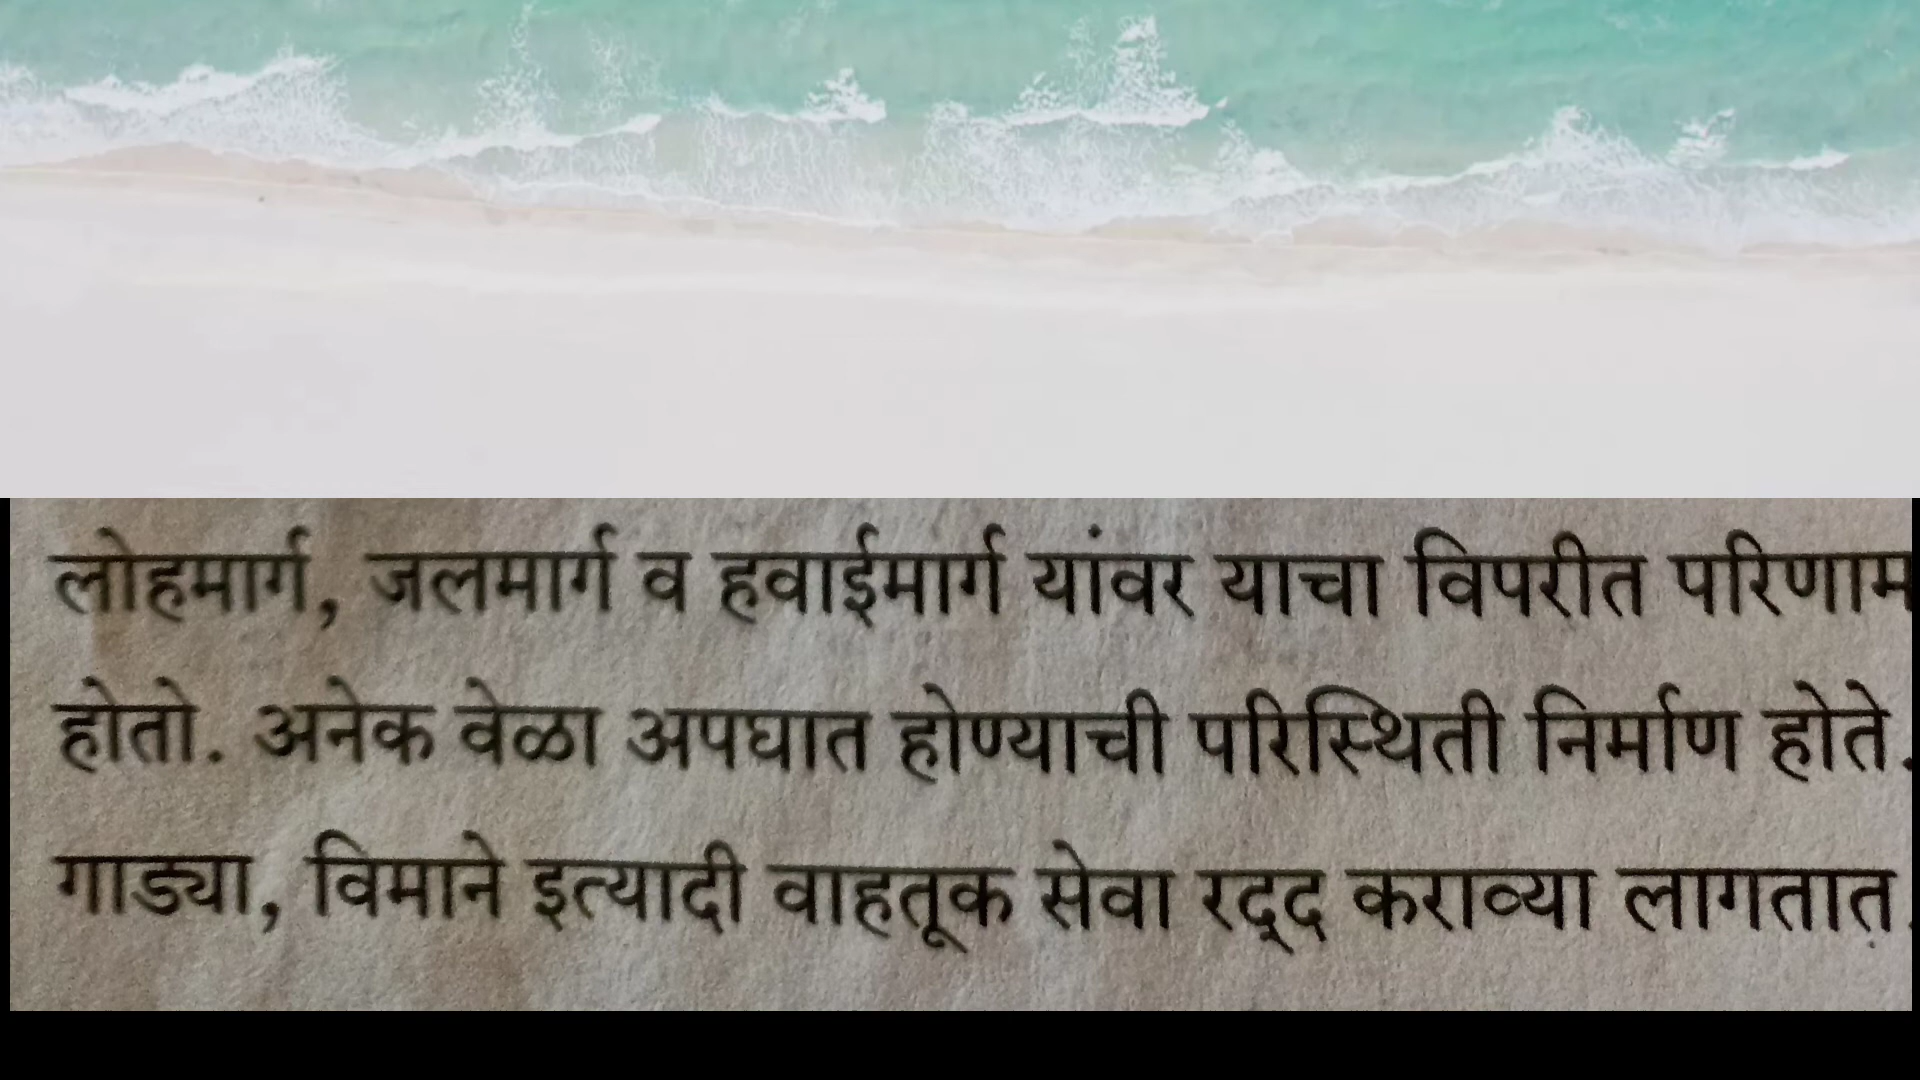 लोहमार्ग, जलमार्ग व हवाईमार्ग यांवर याचा विपरीत परिणाम
होतो. अनेक वेळा अपघात होण्याची परिस्थिती निर्माण होते.
गाड्या, विमाने इत्यादी वाहतूक सेवा रद्द कराव्या लागतात.